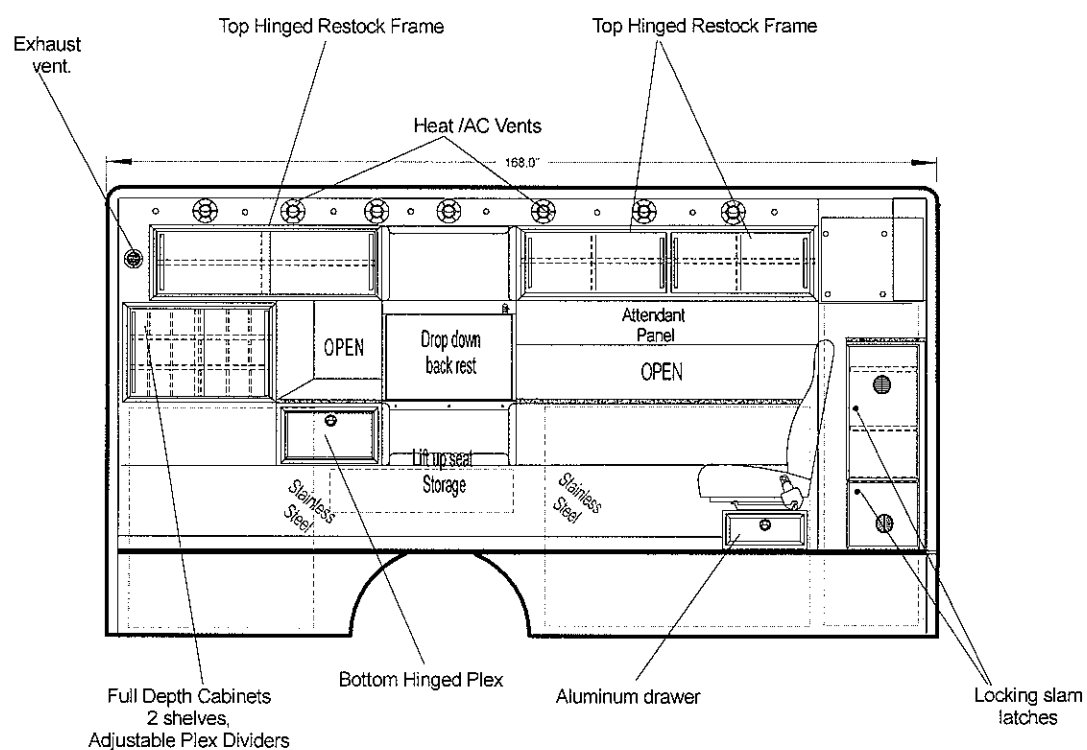 Top Hinged Restock Frame
Top Hinged Restock Frame
Exhaust
vent.
Heat /AC Vents
168.0"
Attendant
Panel
OPEN
Drop down
back rest
OPEN
Lift up seat
Storage
Stainless
Steel
Stainless
Steel
Bottom Hinged Plex
Aluminum drawer
Full Depth Cabinets
2 shelves,
Adjustable Plex Dividers
Locking slam
latches